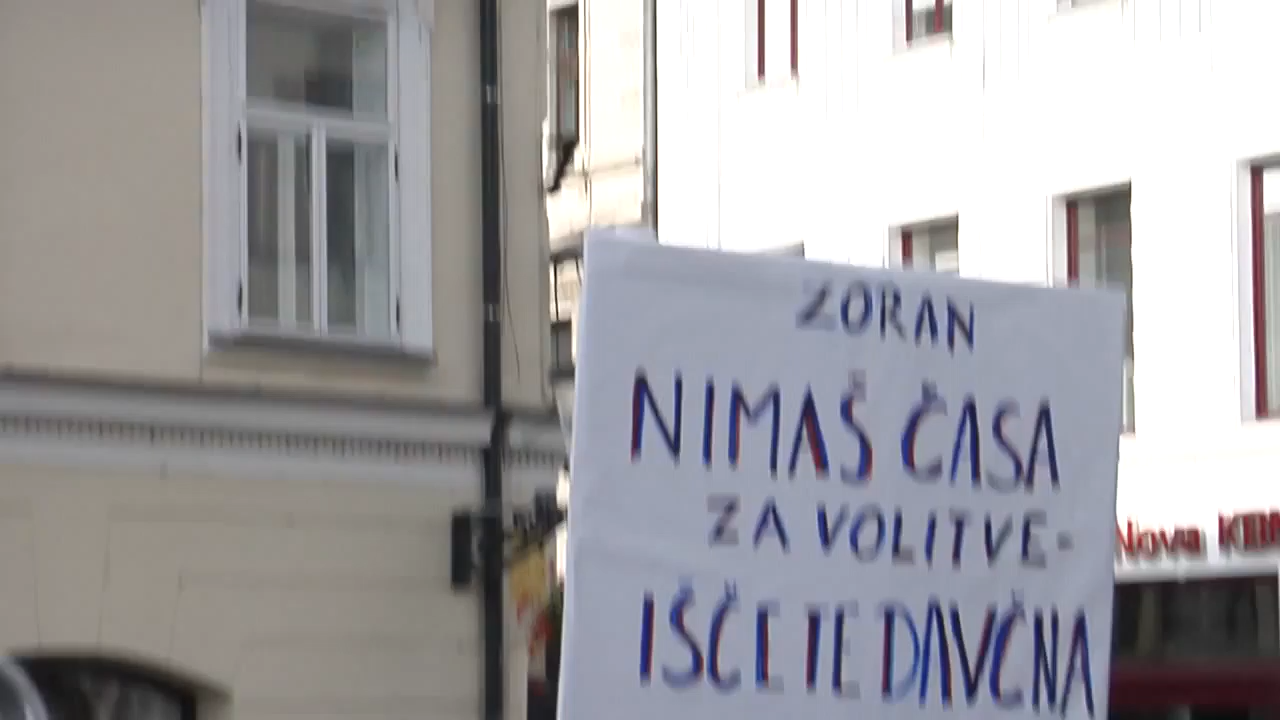 ZORAN
NIMAŠ ČASA
ZA VOLITVE-
IŠČE TE DAVČNA
Nova KBM